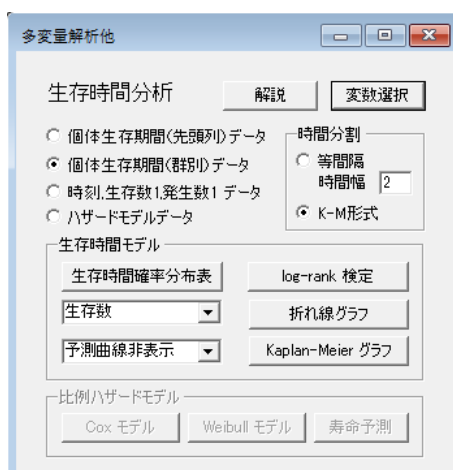 多変量解析他
生存時間分析 解説 変数選択
個体生存期間(先頭列)データ
個体生存期間(群別)データ
時刻,生存数1,発生数1 データ
ハザードモデルデータ
時間分割
等間隔
時間幅 2
K-M形式
生存時間モデル
生存時間確率分布表 log-rank 検定
生存数 折れ線グラフ
予測曲線非表示 Kaplan-Meier グラフ
比例ハザードモデル
Cox モデル Weibull モデル 寿命予測